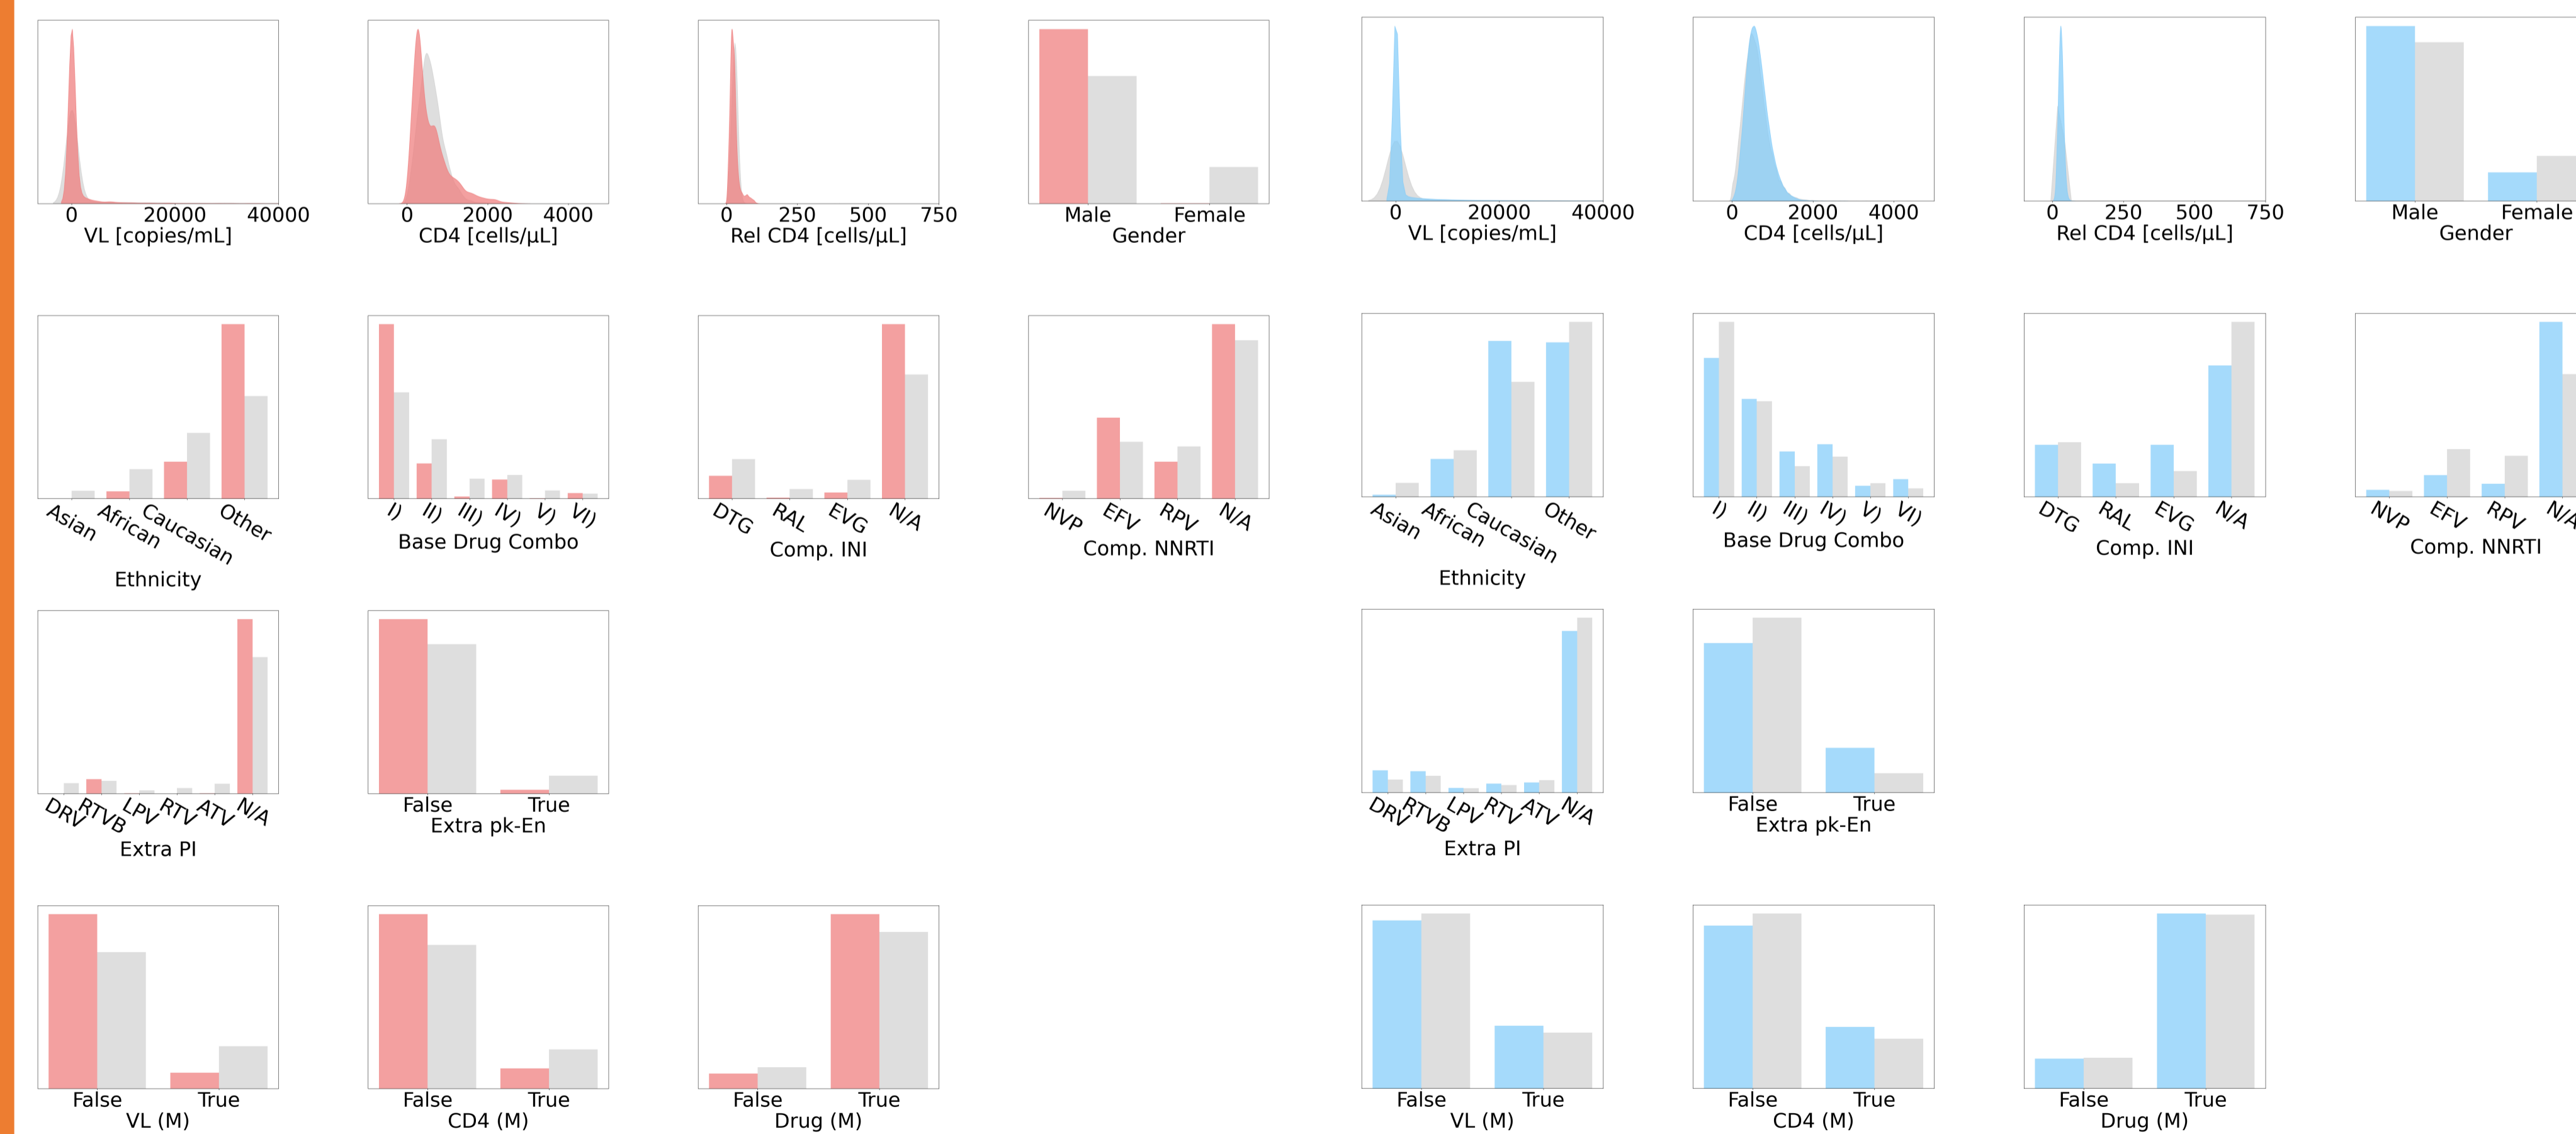 0 20000 40000
VL [copies/mL]
0 2000 4000
CD4 [cells/μL]
0 250 500 750
Rel CD4 [cells/μL]
Male Female
Gender
0 20000 40000
VL [copies/mL]
0 2000 4000
CD4 [cells/μL]
0 250 500 750
Rel CD4 [cells/μL]
Male Female
Gender
Asian African Caucasian Other
Ethnicity
I) II) III) IV) V) VI)
Base Drug Combo
DTG RAL EVG N/A
Comp. INI
NVP EFV RPV N/A
Comp. NNRTI
Asian African Caucasian Other
Ethnicity
I) II) III) IV) V) VI)
Base Drug Combo
DTG RAL EVG N/A
Comp. INI
NVP EFV RPV N/A
Comp. NNRTI
DRV RTVB LPV RTV ATV N/A
Extra PI
False True
Extra pk-En
DRV RTVB LPV RTV ATV N/A
Extra PI
False True
Extra pk-En
False True
VL (M)
False True
CD4 (M)
False True
Drug (M)
False True
VL (M)
False True
CD4 (M)
False True
Drug (M)